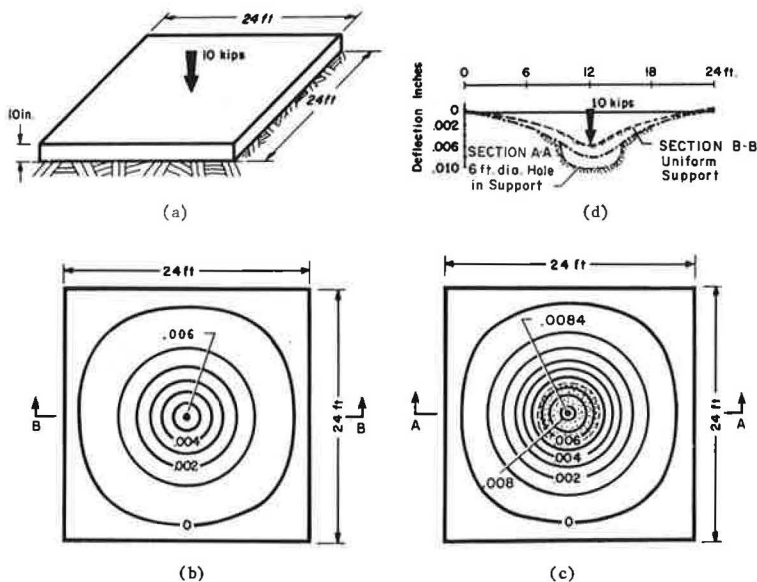 24 ft
10 kips
10 in.
24 ft
(a)
0 6 12 18 24 ft.
Deflection Inches
0
.002
.006
.010
10 kips
SECTION A-A
6 ft. dia. Hole
in Support
SECTION B-B
Uniform
Support
(d)
24 ft
.006
.004
.002
0
B
B
24 ft
(b)
24 ft
.0084
.006
.004
.002
.008
0
A
A
24 ft
(c)